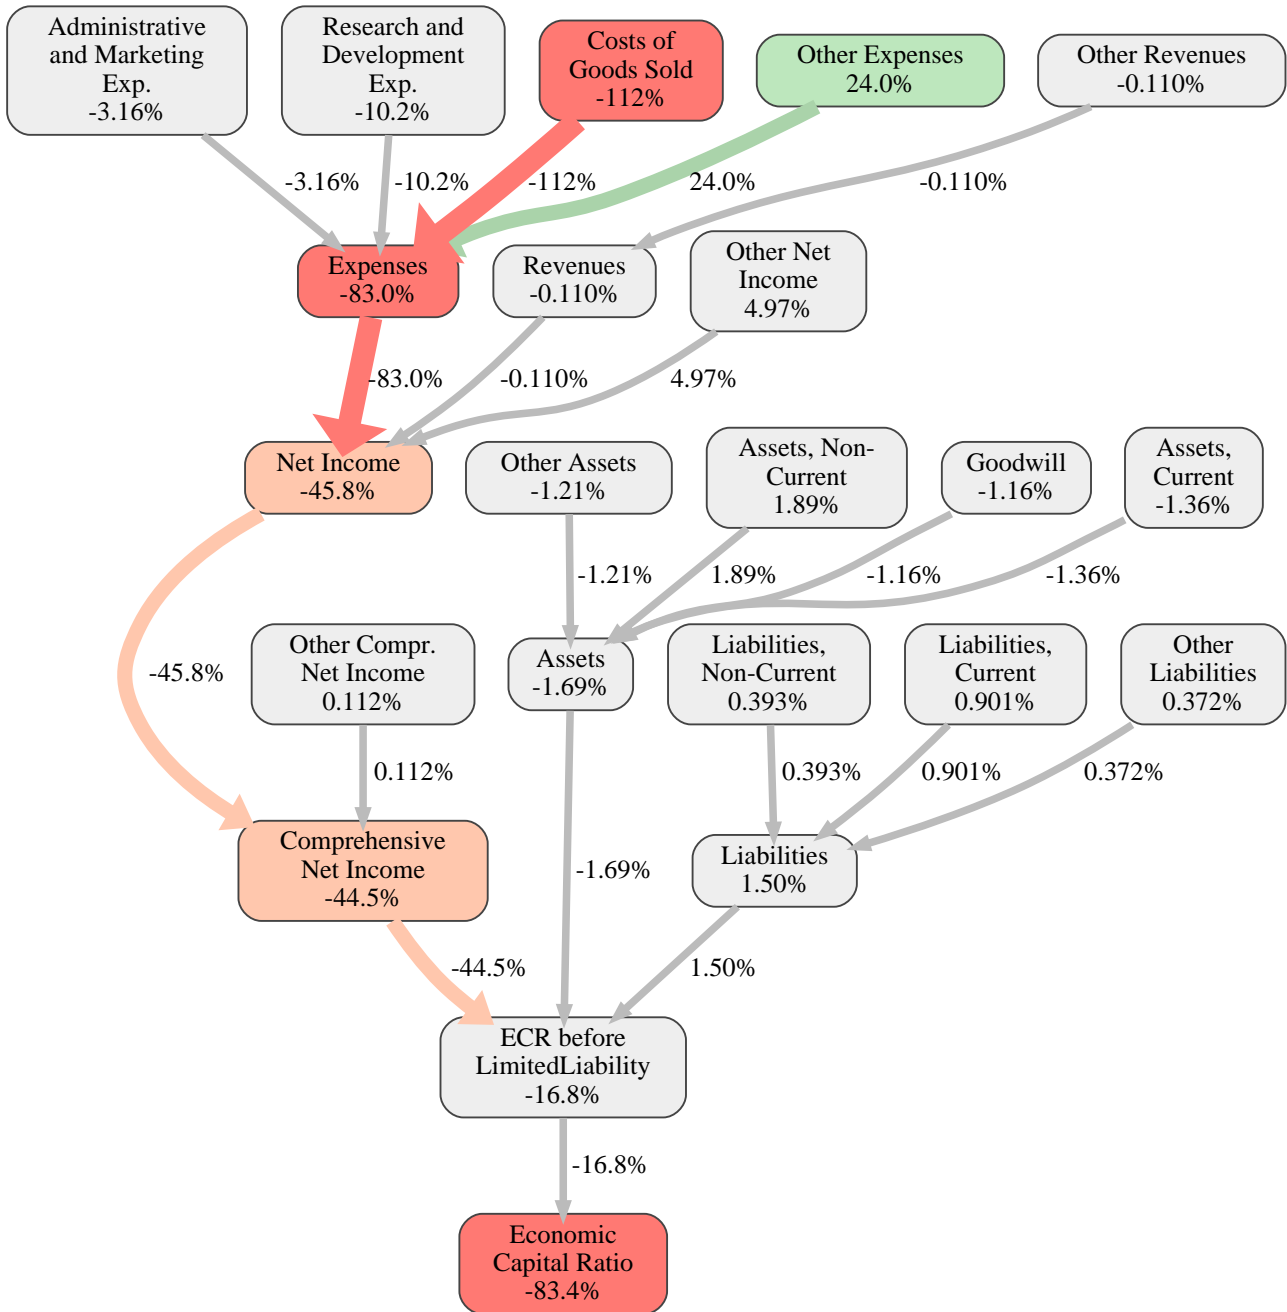 Administrative
and Marketing
Exp.
-3.16%
Research and
Development
Exp.
-10.2%
Costs of
Goods Sold
-112%
Other Expenses
24.0%
Other Revenues
-0.110%
-3.16%
-10.2%
-112%
24.0%
-0.110%
Expenses
-83.0%
Revenues
-0.110%
Other Net
Income
4.97%
-83.0%
-0.110%
4.97%
Net Income
-45.8%
Other Assets
-1.21%
Assets, Non-
Current
1.89%
Goodwill
-1.16%
Assets,
Current
-1.36%
-1.21%
1.89%
-1.16%
-1.36%
-45.8%
Other Compr.
Net Income
0.112%
Assets
-1.69%
Liabilities,
Non-Current
0.393%
Liabilities,
Current
0.901%
Other
Liabilities
0.372%
0.112%
0.393%
0.901%
0.372%
Comprehensive
Net Income
-44.5%
-1.69%
Liabilities
1.50%
-44.5%
1.50%
ECR before
LimitedLiability
-16.8%
-16.8%
Economic
Capital Ratio
-83.4%